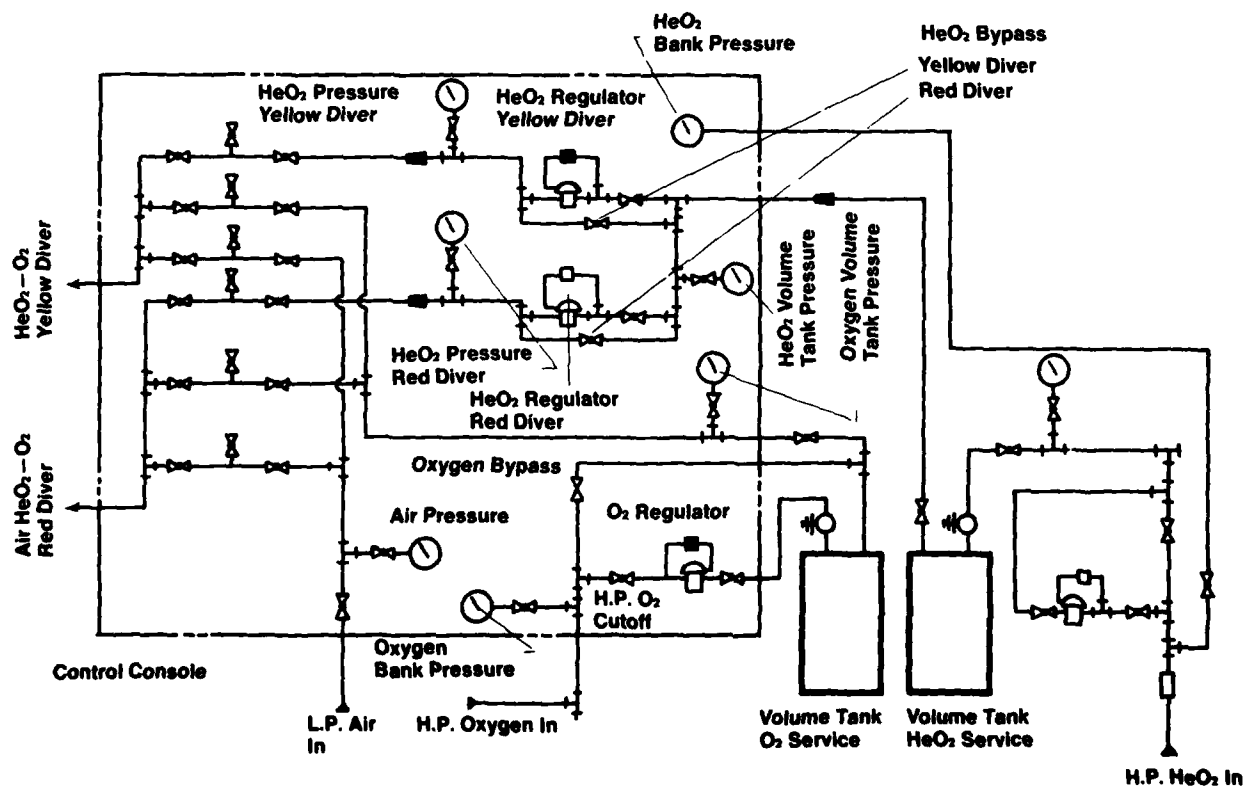 HeO₂
Bank Pressure
HeO₂ Bypass
Yellow Diver
Red Diver
HeO₂ Pressure
Yellow Diver
HeO₂ Regulator
Yellow Diver
HeO₂–O₂
Yellow Diver
HeO₂ Volume
Tank Pressure
Oxygen Volume
Tank Pressure
HeO₂ Pressure
Red Diver
HeO₂ Regulator
Red Diver
Air HeO₂–O₂
Red Diver
Oxygen Bypass
Air Pressure
O₂ Regulator
H.P. O₂
Cutoff
Oxygen
Bank Pressure
Control Console
L.P. Air
In
H.P. Oxygen In
Volume Tank
O₂ Service
Volume Tank
HeO₂ Service
H.P. HeO₂ In